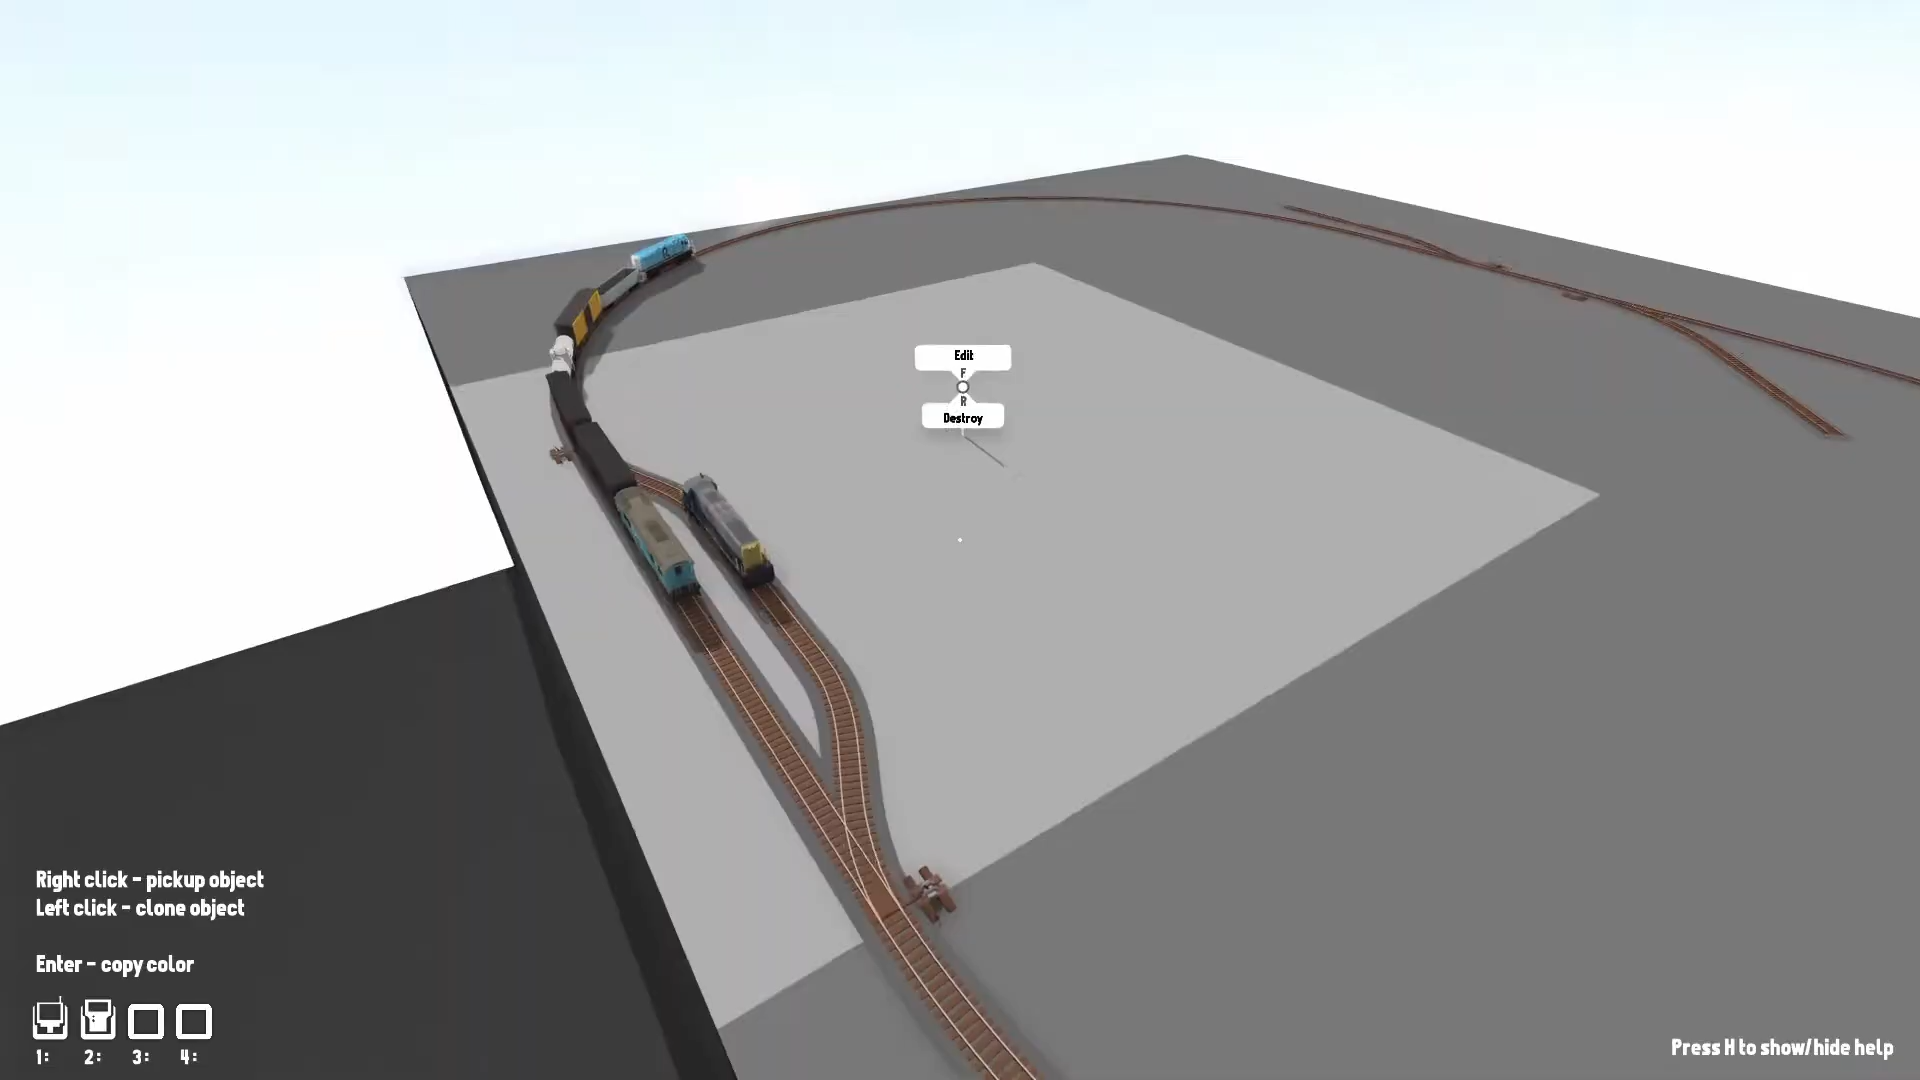 Edit
F
R
Destroy
Right click - pickup object
Left click - clone object
Enter - copy color
1: 2: 3: 4:
Press H to show/hide help